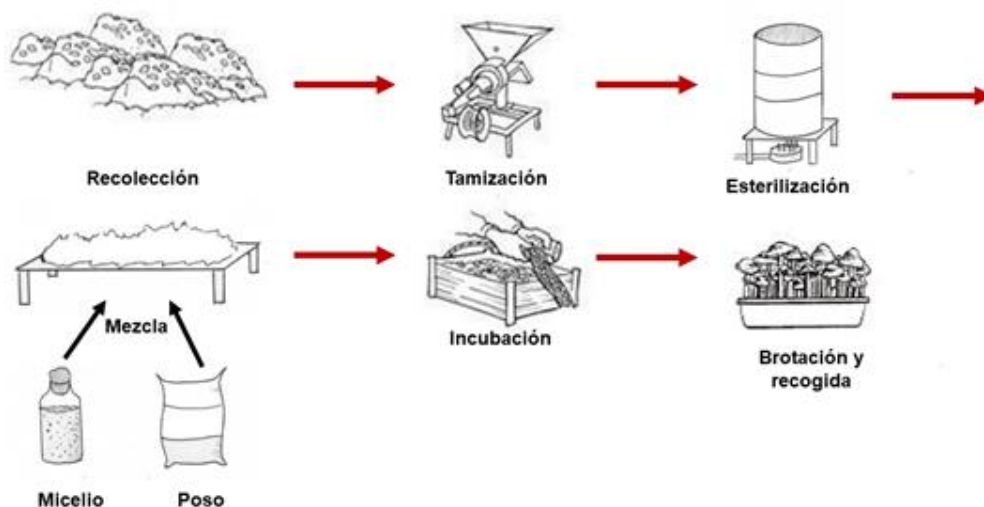 Recolección
Tamización
Esterilización
Mezcla
Incubación
Brotación y
recogida
Micelio
Poso